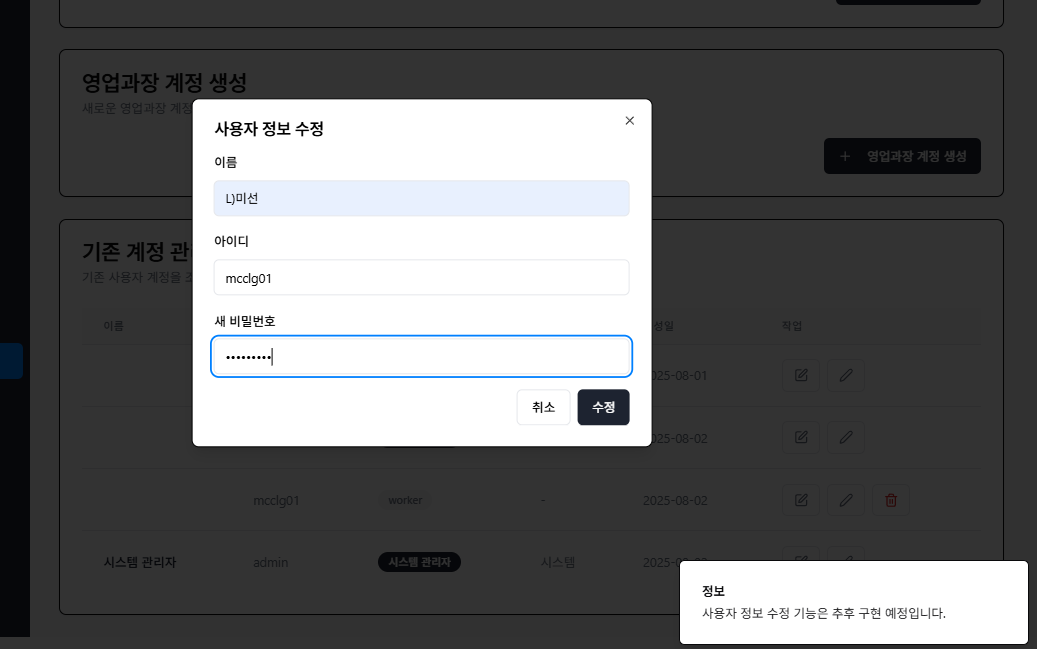 영업과장 계정 생성
새로운 영업과장 계정
+ 영업과장 계정 생성
사용자 정보 수정
이름
L)미선
아이디
mcclg01
새 비밀번호
•••••••••
취소
수정
기존 계정 관
기존 사용자 계정을
이름
성일
작업
2025-08-01
2025-08-02
mcclg01
worker
-
2025-08-02
시스템 관리자
admin
시스템 관리자
시스템
정보
사용자 정보 수정 기능은 추후 구현 예정입니다.